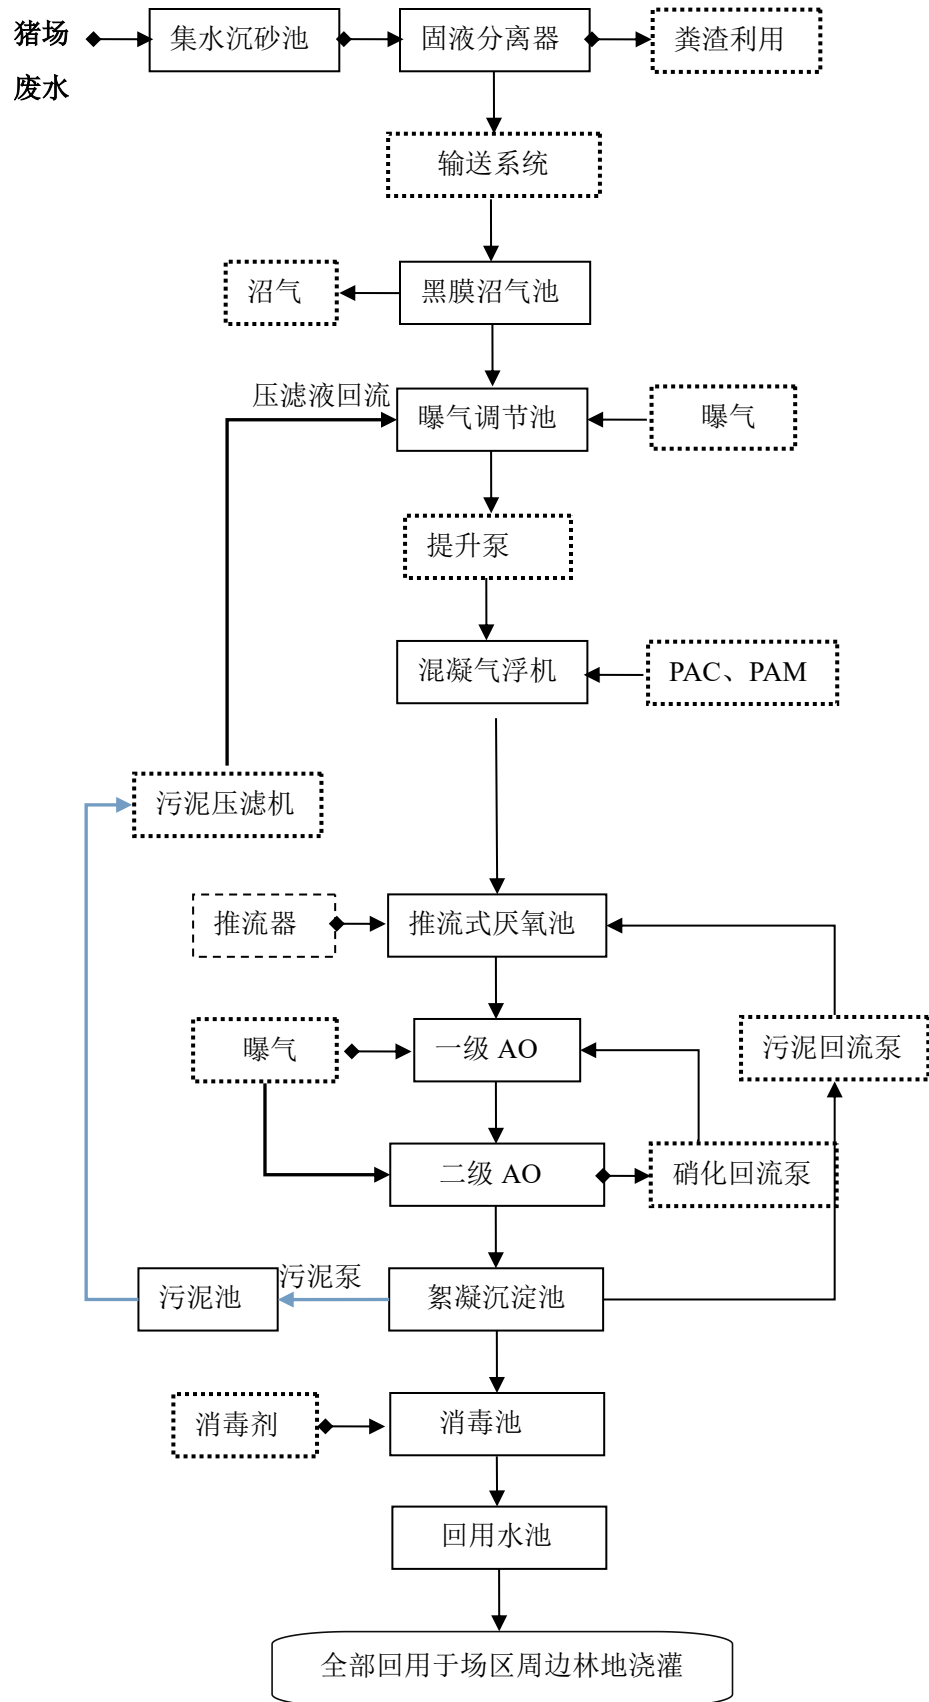 猪场
废水
集水沉砂池
固液分离器
粪渣利用
输送系统
沼气
黑膜沼气池
压滤液回流
曝气调节池
曝气
提升泵
混凝气浮机
PAC、PAM
污泥压滤机
推流器
推流式厌氧池
曝气
一级 AO
污泥回流泵
二级 AO
硝化回流泵
污泥池
污泥泵
絮凝沉淀池
消毒剂
消毒池
回用水池
全部回用于场区周边林地浇灌